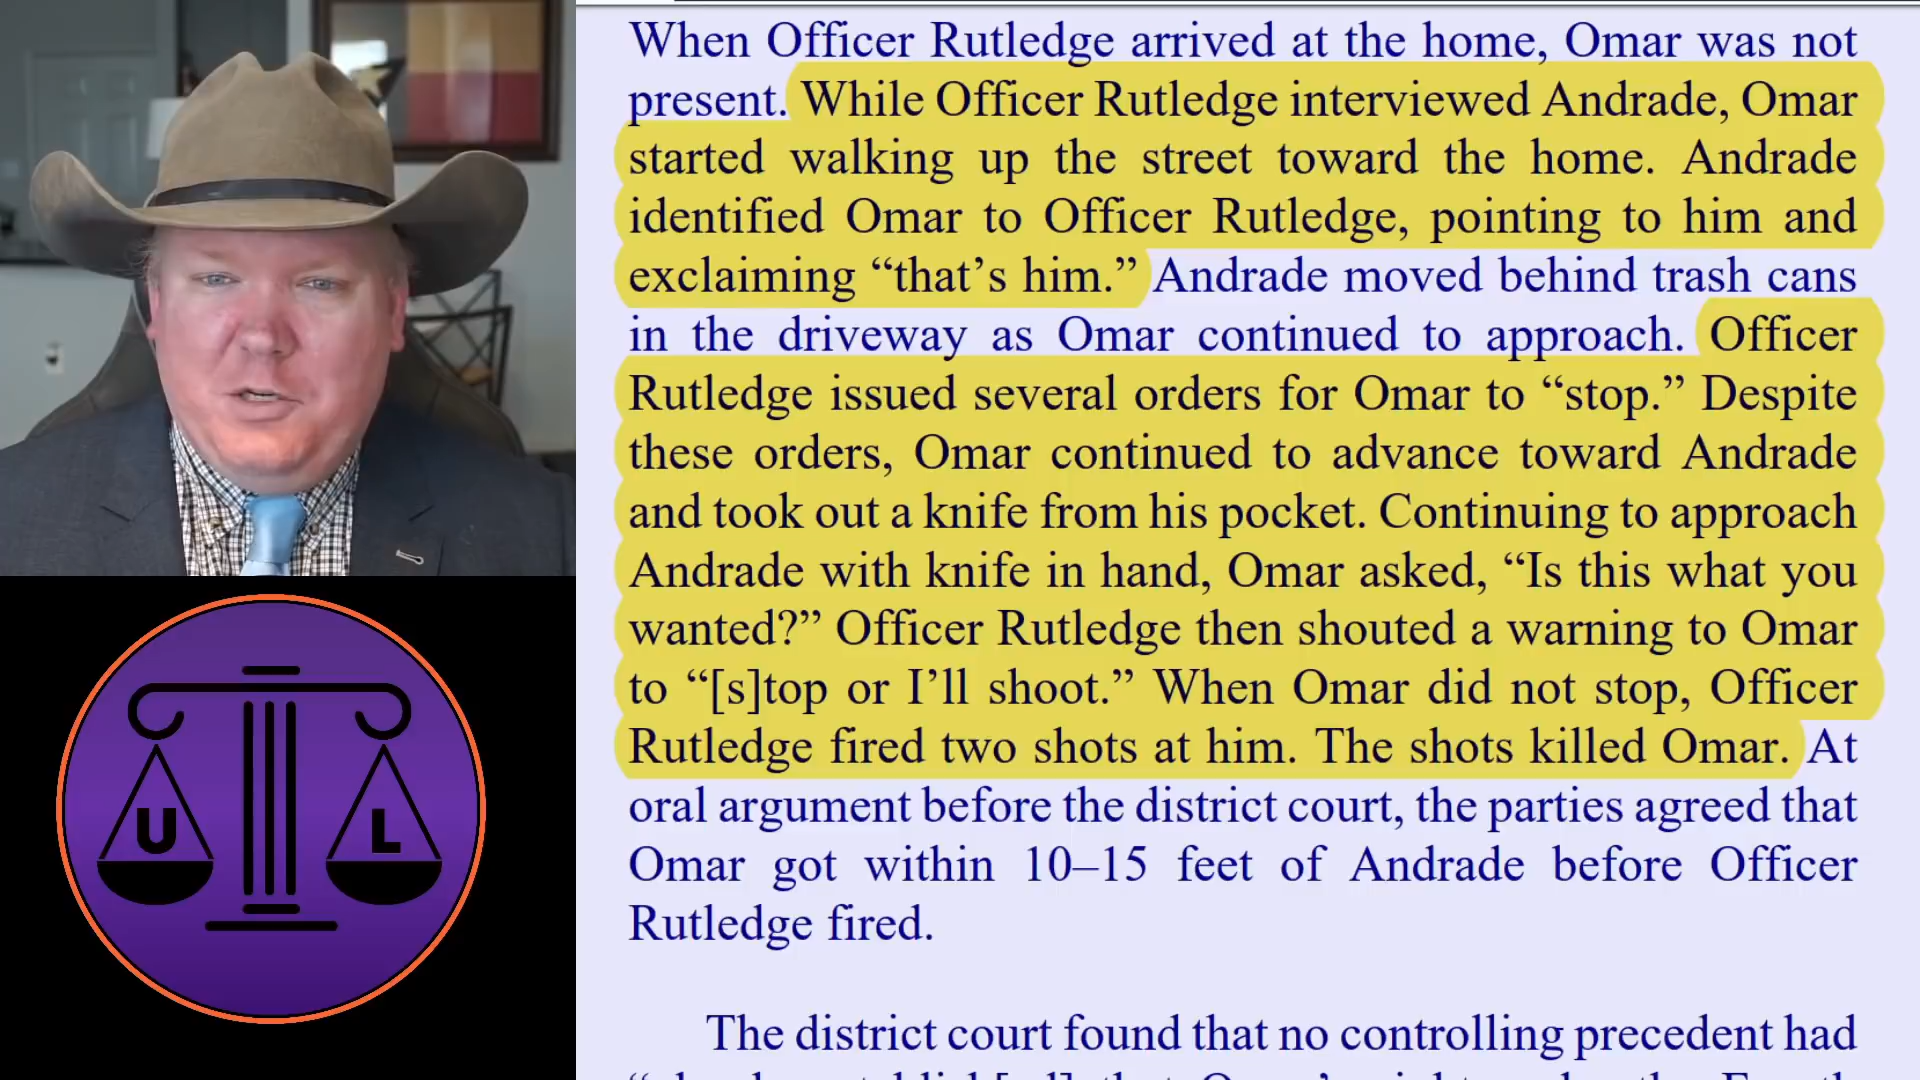 When Officer Rutledge arrived at the home, Omar was not
present. While Officer Rutledge interviewed Andrade, Omar
started walking up the street toward the home. Andrade
identified Omar to Officer Rutledge, pointing to him and
exclaiming “that’s him.” Andrade moved behind trash cans
in the driveway as Omar continued to approach. Officer
Rutledge issued several orders for Omar to “stop.” Despite
these orders, Omar continued to advance toward Andrade
and took out a knife from his pocket. Continuing to approach
Andrade with knife in hand, Omar asked, “Is this what you
wanted?” Officer Rutledge then shouted a warning to Omar
to “[s]top or I’ll shoot.” When Omar did not stop, Officer
Rutledge fired two shots at him. The shots killed Omar. At
oral argument before the district court, the parties agreed that
Omar got within 10–15 feet of Andrade before Officer
Rutledge fired.
The district court found that no controlling precedent had
U L